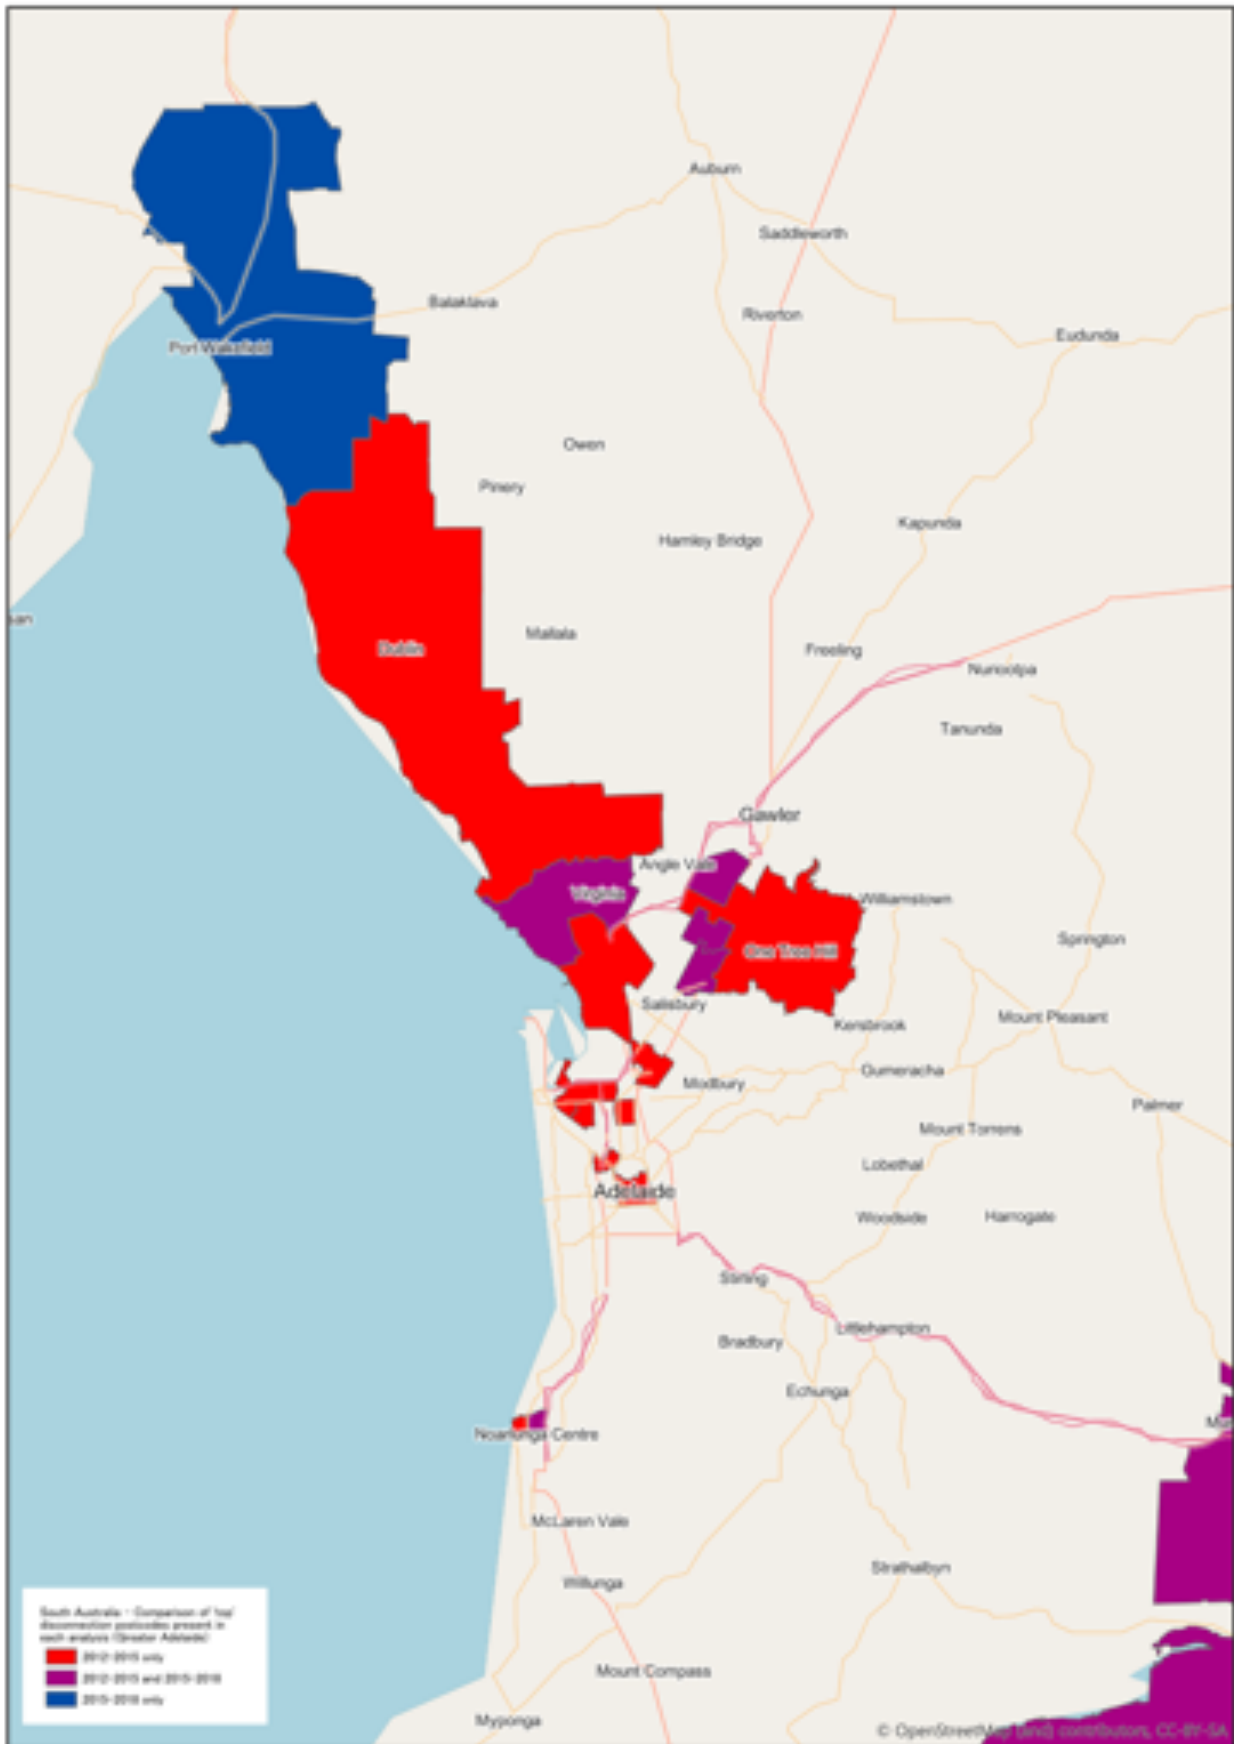 Auburn
Saddleworth
Balaklava
Riverton
Eudunda
Port Wakefield
Owen
Pinery
Kapunda
Hamley Bridge
Mallala
Dublin
Freeling
Nuriootpa
Tanunda
Gawler
Angle Vale
Virginia
Williamstown
Springton
One Tree Hill
Salisbury
Mount Pleasant
Kersbrook
Gumeracha
Modbury
Palmer
Mount Torrens
Lobethal
Adelaide
Woodside
Harrogate
Stirling
Littlehampton
Bradbury
Echunga
Noarlunga Centre
McLaren Vale
Strathalbyn
Willunga
Mount Compass
Myponga
South Australia - Comparison of 'top'
disconnection postcodes present in
each analysis (Greater Adelaide)
2012-2015 only
2012-2015 and 2015-2018
2015-2018 only
© OpenStreetMap (and) contributors, CC-BY-SA